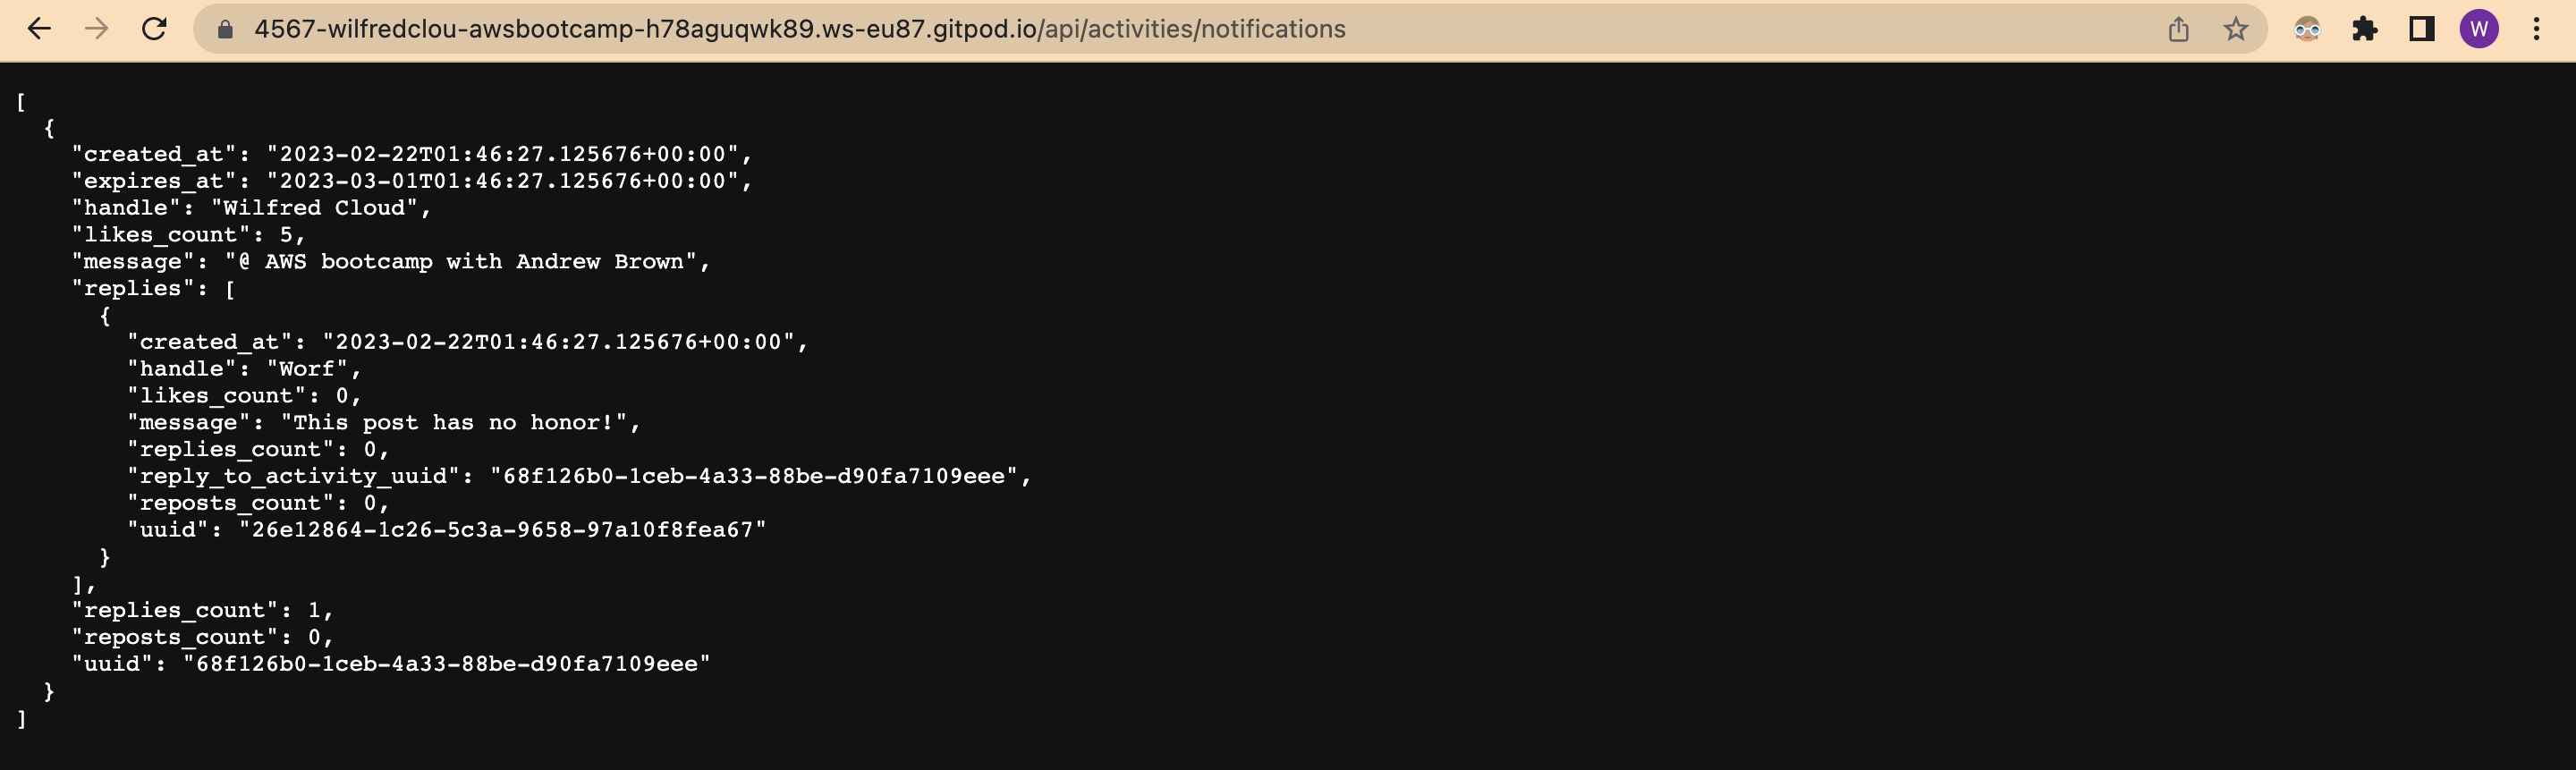 4567-wilfredclou-awsbootcamp-h78aguqwk89.ws-eu87.gitpod.io/api/activities/notifications
W
[
  {
    "created_at": "2023-02-22T01:46:27.125676+00:00",
    "expires_at": "2023-03-01T01:46:27.125676+00:00",
    "handle": "Wilfred Cloud",
    "likes_count": 5,
    "message": "@ AWS bootcamp with Andrew Brown",
    "replies": [
      {
        "created_at": "2023-02-22T01:46:27.125676+00:00",
        "handle": "Worf",
        "likes_count": 0,
        "message": "This post has no honor!",
        "replies_count": 0,
        "reply_to_activity_uuid": "68f126b0-1ceb-4a33-88be-d90fa7109eee",
        "reposts_count": 0,
        "uuid": "26e12864-1c26-5c3a-9658-97a10f8fea67"
      }
    ],
    "replies_count": 1,
    "reposts_count": 0,
    "uuid": "68f126b0-1ceb-4a33-88be-d90fa7109eee"
  }
]